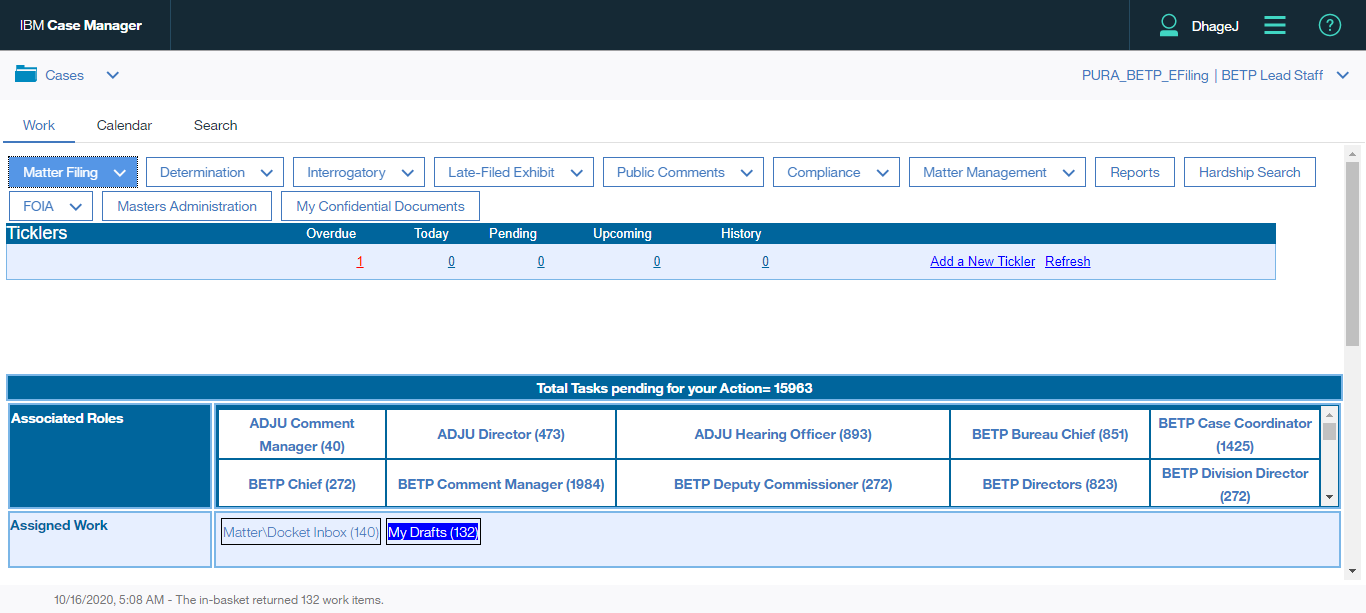 IBM Case Manager
DhageJ
?
Cases
PURA_BETP_EFiling | BETP Lead Staff
Work Calendar Search
Matter Filing Determination Interrogatory Late-Filed Exhibit Public Comments Compliance Matter Management Reports Hardship Search
FOIA Masters Administration My Confidential Documents
Ticklers Overdue Today Pending Upcoming History
1 0 0 0 0 Add a New Tickler Refresh
Total Tasks pending for your Action= 15963
Associated Roles
ADJU Comment
Manager (40)
ADJU Director (473)
ADJU Hearing Officer (893)
BETP Bureau Chief (851)
BETP Case Coordinator
(1425)
BETP Chief (272)
BETP Comment Manager (1984)
BETP Deputy Commissioner (272)
BETP Directors (823)
BETP Division Director
(272)
Assigned Work
Matter\Docket Inbox (140) My Drafts (132)
10/16/2020, 5:08 AM - The in-basket returned 132 work items.